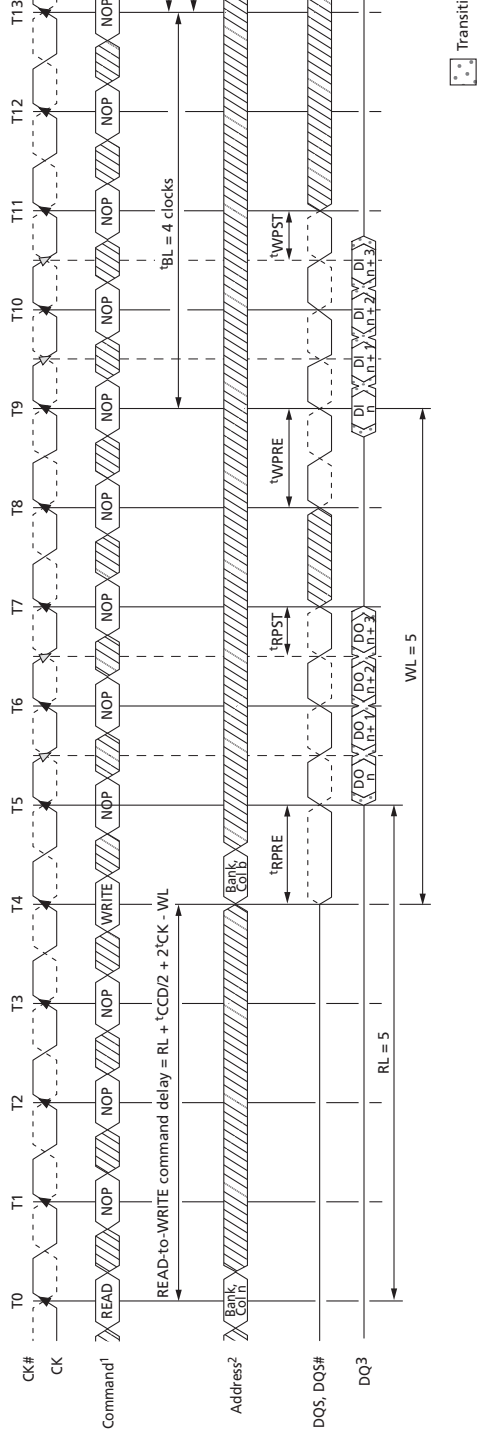 T0 T1 T2 T3 T4 T5 T6 T7 T8 T9 T10 T11 T12 T13
CK#
CK
Command¹ READ NOP NOP NOP WRITE NOP NOP NOP NOP NOP NOP NOP NOP NOP
READ-to-WRITE command delay = RL + ᵗCCD/2 + 2ᵗCK - WL
ᵗBL = 4 clocks
Address²
Bank,
Col n
Bank,
Col b
ᵗRPRE ᵗRPST ᵗWPRE ᵗWPST
DQS, DQS#
DQ³
DO
n
DO
n + 1
DO
n + 2
DO
n + 3
DI
n
DI
n + 1
DI
n + 2
DI
n + 3
WL = 5
RL = 5
Transiti